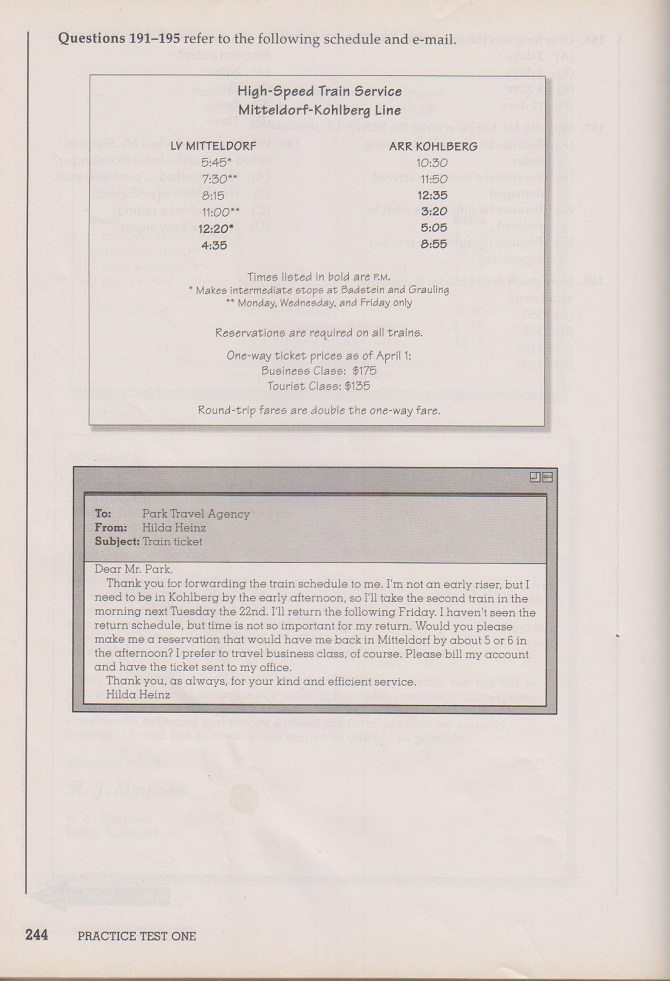 Questions 191–195 refer to the following schedule and e-mail.
High-Speed Train Service
Mitteldorf-Kohlberg Line
LV MITTELDORF ARR KOHLBERG
5:45* 10:30
7:30** 11:50
8:15 12:35
11:00** 3:20
12:20* 5:05
4:35 8:55
Times listed in bold are P.M.
* Makes intermediate stops at Badstein and Grauling
** Monday, Wednesday, and Friday only
Reservations are required on all trains.
One-way ticket prices as of April 1:
Business Class: $175
Tourist Class: $135
Round-trip fares are double the one-way fare.
To: Park Travel Agency
From: Hilda Heinz
Subject: Train ticket
Dear Mr. Park,
Thank you for forwarding the train schedule to me. I'm not an early riser, but I
need to be in Kohlberg by the early afternoon, so I'll take the second train in the
morning next Tuesday the 22nd. I'll return the following Friday. I haven't seen the
return schedule, but time is not so important for my return. Would you please
make me a reservation that would have me back in Mitteldorf by about 5 or 6 in
the afternoon? I prefer to travel business class, of course. Please bill my account
and have the ticket sent to my office.
Thank you, as always, for your kind and efficient service.
Hilda Heinz
244 PRACTICE TEST ONE